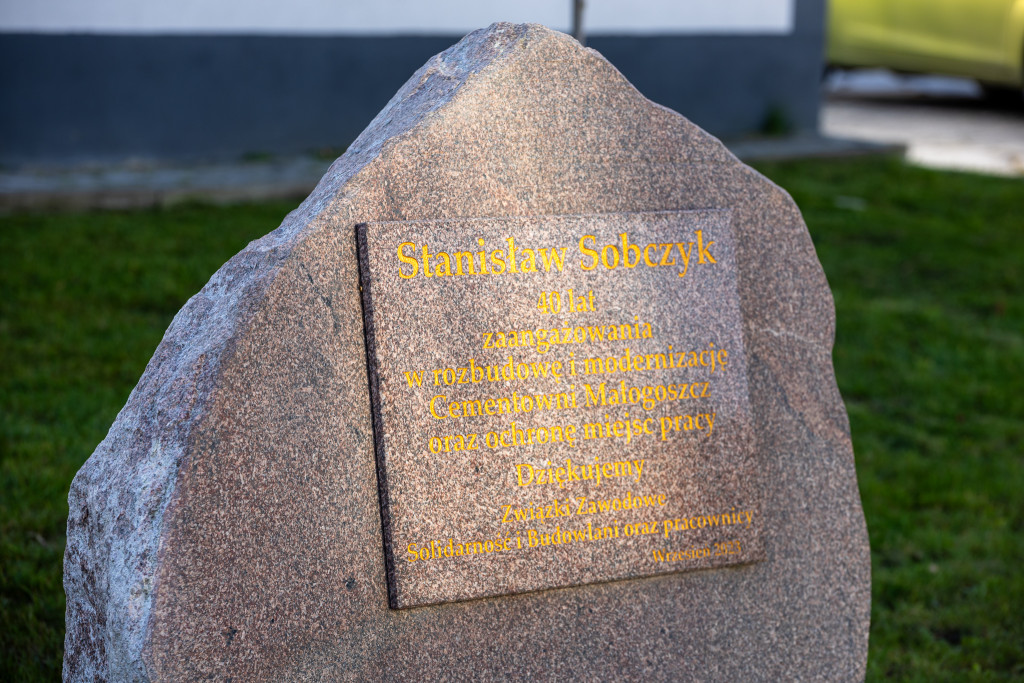 Stanisław Sobczyk
40 lat
zaangażowania
w rozbudowę i modernizację
Cementowni Małogoszcz
oraz ochronę miejsc pracy
Dziękujemy
Związki Zawodowe
Solidarność i Budowlani oraz pracownicy
Wrzesień